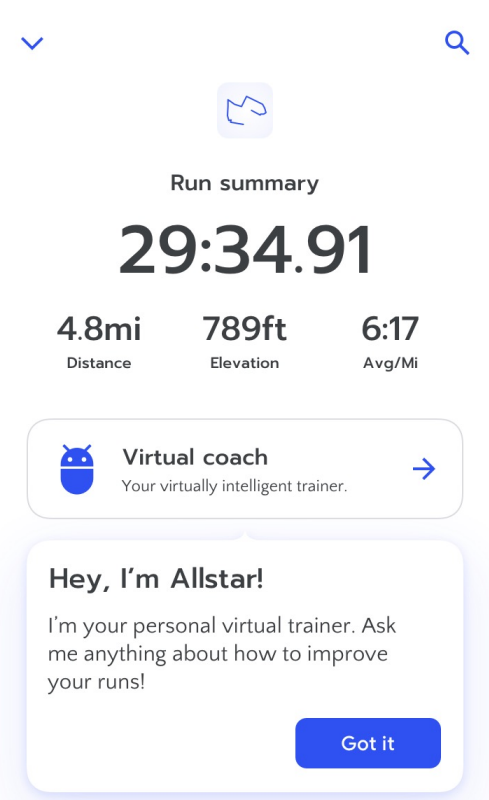 Run summary
29:34.91
4.8mi 789ft 6:17
Distance Elevation Avg/Mi
Virtual coach
Your virtually intelligent trainer.
Hey, I’m Allstar!
I’m your personal virtual trainer. Ask
me anything about how to improve
your runs!
Got it